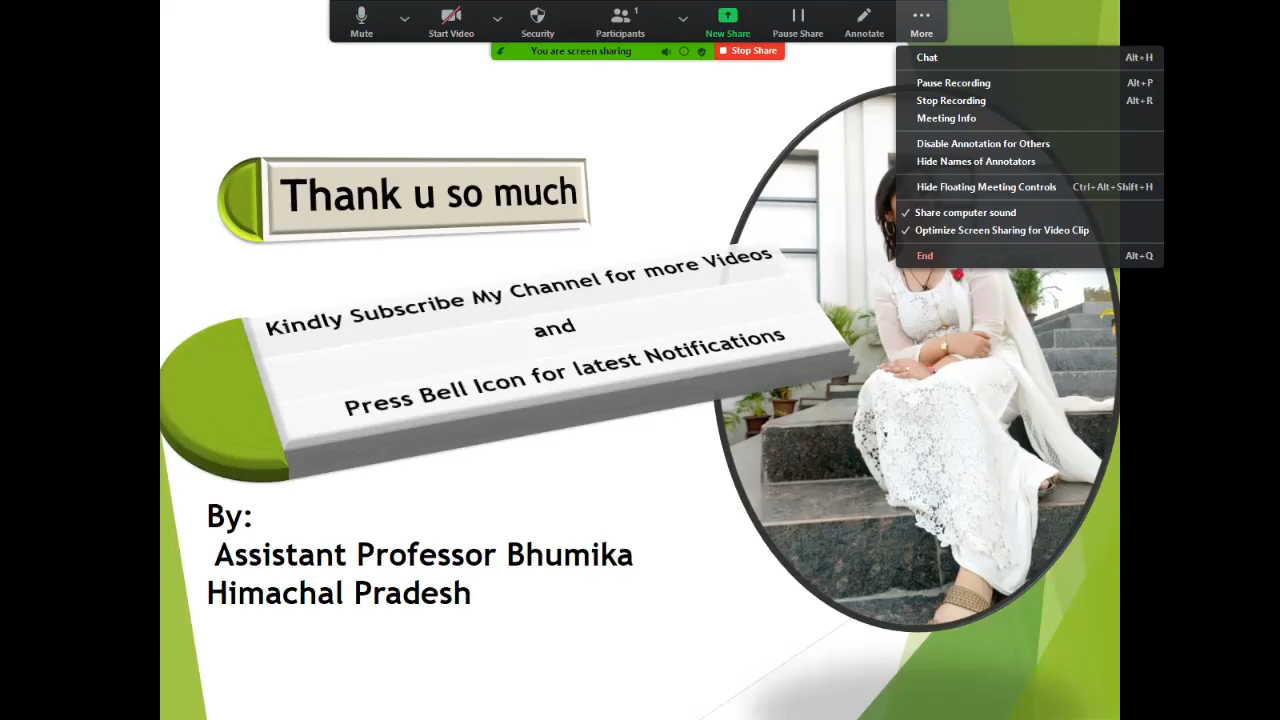 Mute
Start Video
Security
Participants
1
New Share
Pause Share
Annotate
More
You are screen sharing
Stop Share
Chat Alt+H
Pause Recording Alt+P
Stop Recording Alt+R
Meeting Info
Disable Annotation for Others
Hide Names of Annotators
Hide Floating Meeting Controls Ctrl+Alt+Shift+H
Share computer sound
Optimize Screen Sharing for Video Clip
End Alt+Q
Thank u so much
Kindly Subscribe My Channel for more Videos
and
Press Bell Icon for latest Notifications
By:
Assistant Professor Bhumika
Himachal Pradesh